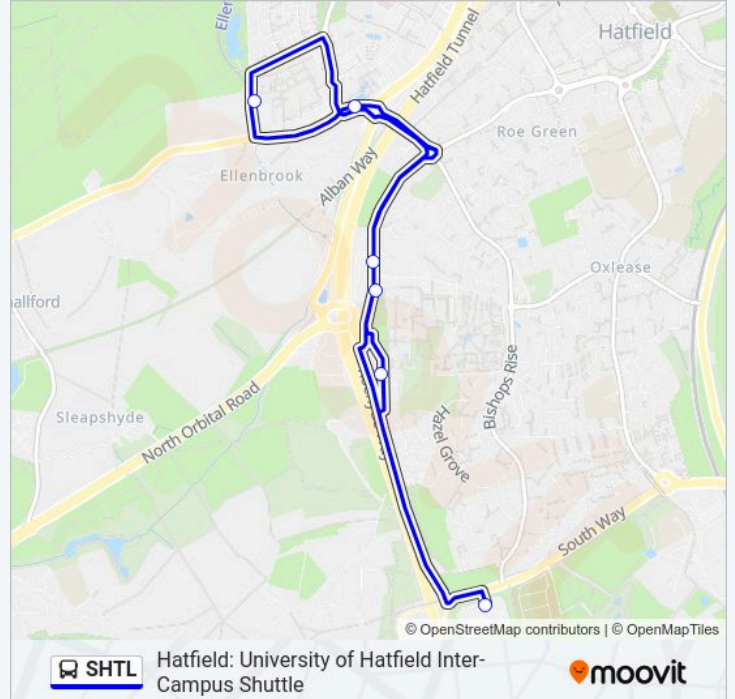 Ellen
Hatfield
Hatfield Tunnel
Roe Green
Ellenbrook
Alban Way
Oxlease
allford
Bishops Rise
Sleapshyde
North Orbital Road
Hazel Grove
South Way
© OpenStreetMap contributors | © OpenMapTiles
SHTL
Hatfield: University of Hatfield Inter-
Campus Shuttle
moovit